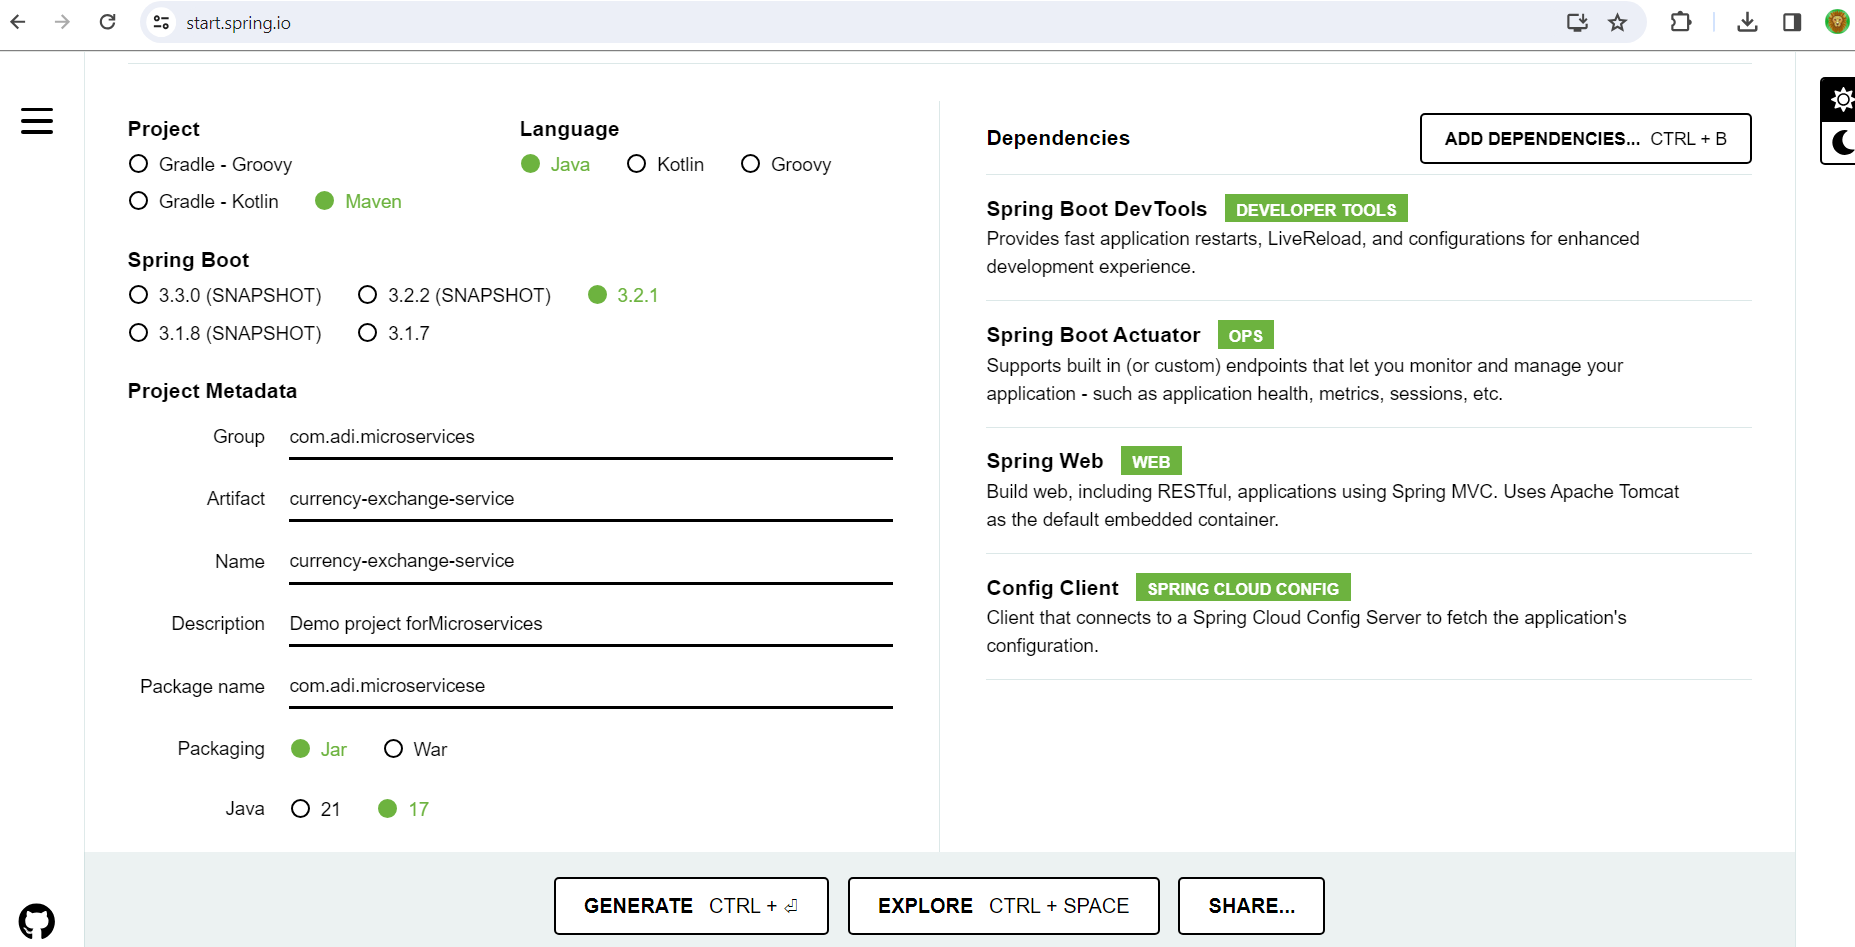 start.spring.io
Project
Gradle - Groovy
Gradle - Kotlin Maven
Language
Java Kotlin Groovy
Spring Boot
3.3.0 (SNAPSHOT) 3.2.2 (SNAPSHOT) 3.2.1
3.1.8 (SNAPSHOT) 3.1.7
Project Metadata
Group com.adi.microservices
Artifact currency-exchange-service
Name currency-exchange-service
Description Demo project forMicroservices
Package name com.adi.microservicese
Packaging Jar War
Java 21 17
Dependencies ADD DEPENDENCIES... CTRL + B
Spring Boot DevTools DEVELOPER TOOLS
Provides fast application restarts, LiveReload, and configurations for enhanced
development experience.
Spring Boot Actuator OPS
Supports built in (or custom) endpoints that let you monitor and manage your
application - such as application health, metrics, sessions, etc.
Spring Web WEB
Build web, including RESTful, applications using Spring MVC. Uses Apache Tomcat
as the default embedded container.
Config Client SPRING CLOUD CONFIG
Client that connects to a Spring Cloud Config Server to fetch the application's
configuration.
GENERATE CTRL + ⏎ EXPLORE CTRL + SPACE SHARE...